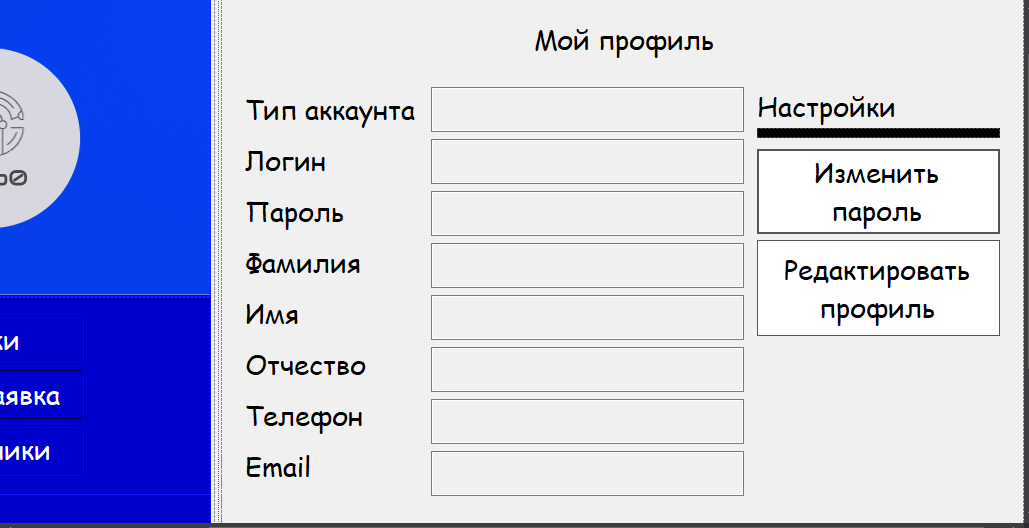 Мой профиль
Тип аккаунта
Логин
Пароль
Фамилия
Имя
Отчество
Телефон
Email
Настройки
Изменить
пароль
Редактировать
профиль